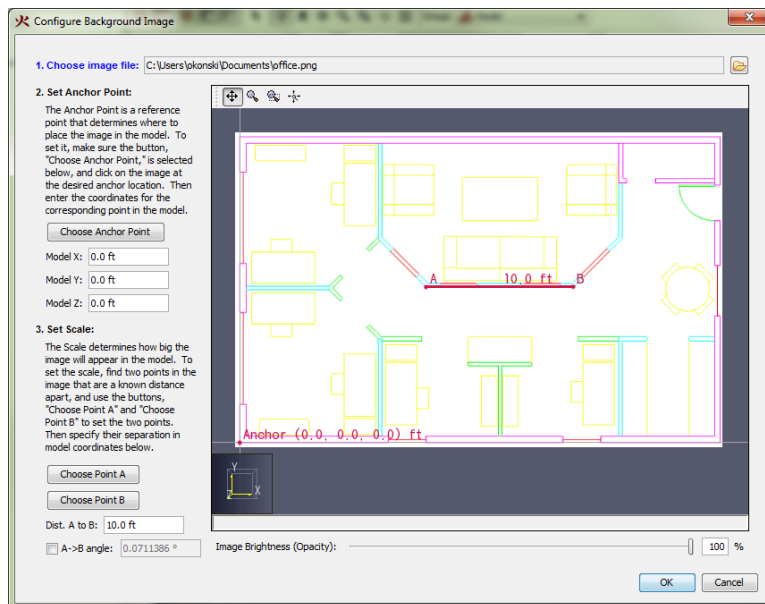 Configure Background Image
1. Choose image file: C:\Users\okonski\Documents\office.png
2. Set Anchor Point:
The Anchor Point is a reference
point that determines where to
place the image in the model. To
set it, make sure the button,
"Choose Anchor Point," is selected
below, and click on the image at
the desired anchor location. Then
enter the coordinates for the
corresponding point in the model.
Choose Anchor Point
Model X: 0.0 ft
Model Y: 0.0 ft
Model Z: 0.0 ft
3. Set Scale:
The Scale determines how big the
image will appear in the model. To
set the scale, find two points in the
image that are a known distance
apart, and use the buttons,
"Choose Point A" and "Choose
Point B" to set the two points.
Then specify their separation in
model coordinates below.
Choose Point A
Choose Point B
Dist. A to B: 10.0 ft
A->B angle: 0.0711386 °
A 10.0 ft B
Anchor (0.0, 0.0, 0.0) ft
Y
Z X
Image Brightness (Opacity): 100 %
OK Cancel